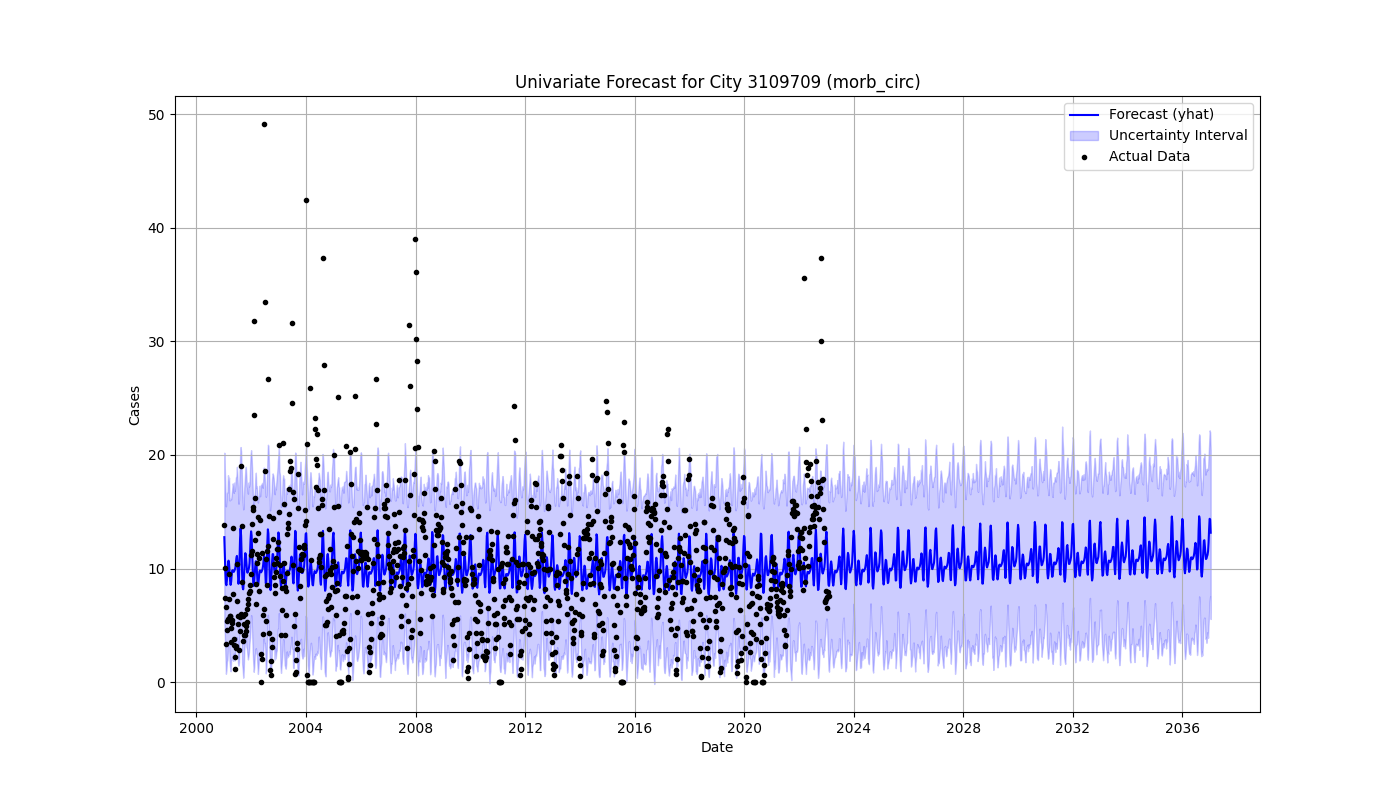 Univariate Forecast for City 3109709 (morb_circ)
Forecast (yhat)
Uncertainty Interval
Actual Data
Cases
50
40
30
20
10
0
2000 2004 2008 2012 2016 2020 2024 2028 2032 2036
Date